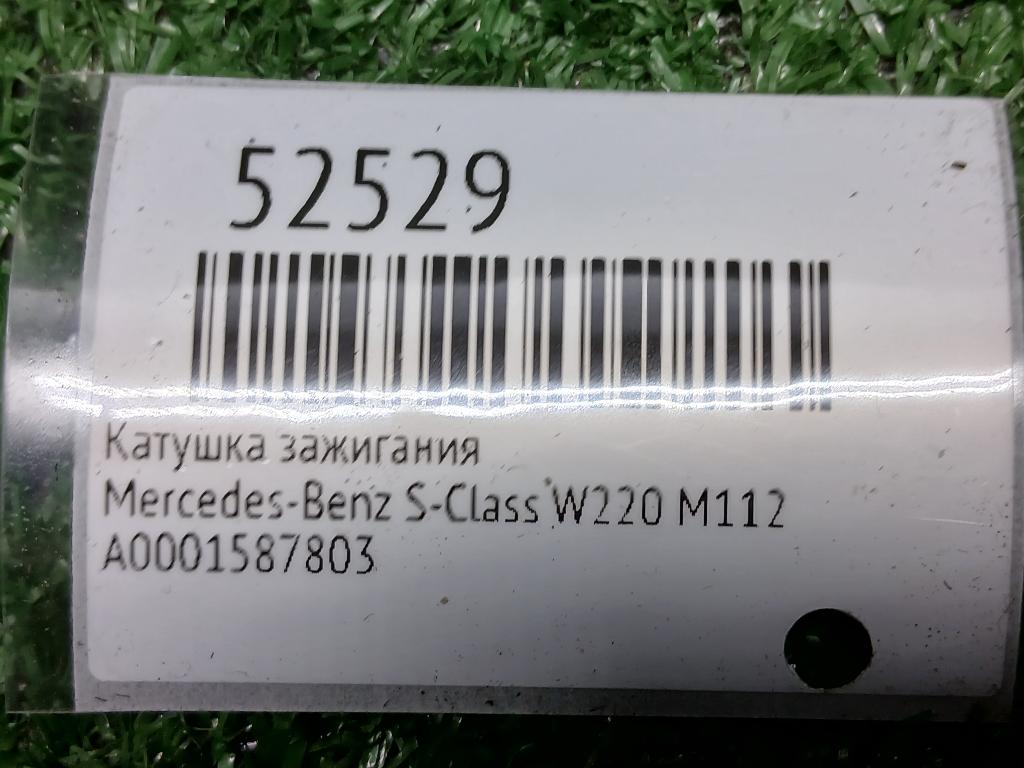 52529
Катушка зажигания
Mercedes-Benz S-Class W220 M112
A0001587803